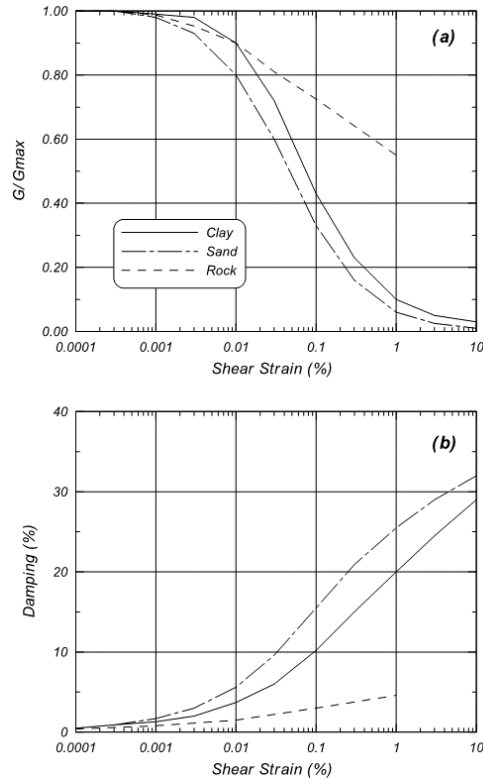 (a)
1.00
0.80
0.60
0.40
0.20
0.00
G/Gmax
Clay
Sand
Rock
0.0001 0.001 0.01 0.1 1 10
Shear Strain (%)
(b)
40
30
20
10
0
Damping (%)
0.0001 0.001 0.01 0.1 1 10
Shear Strain (%)